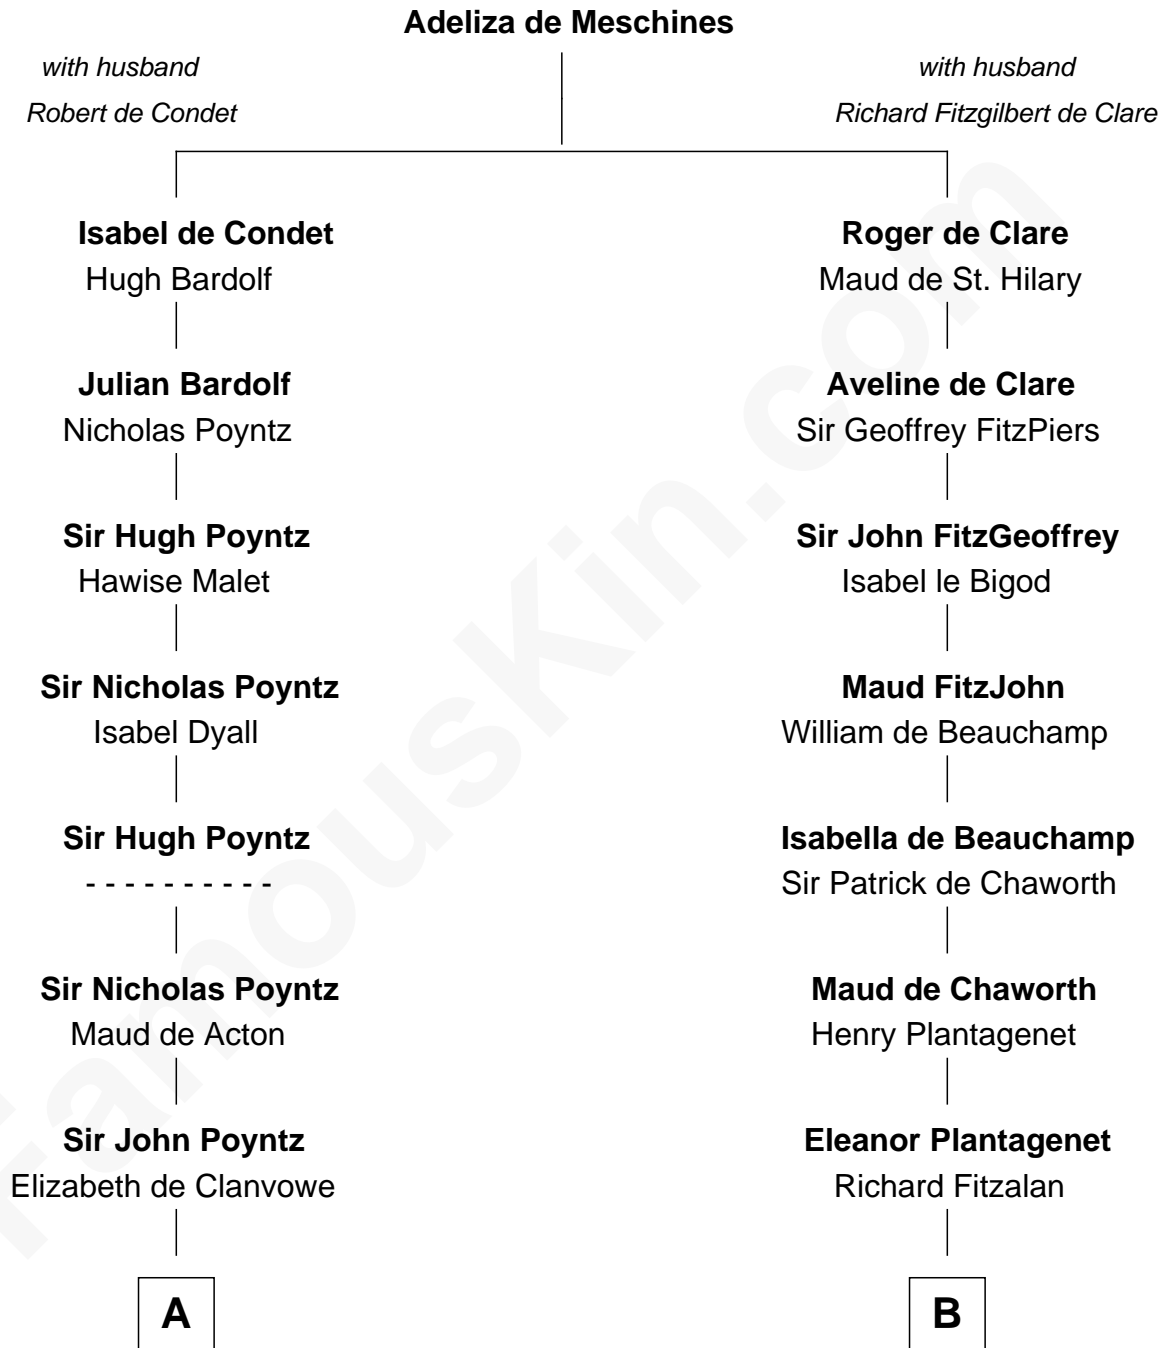 Adeliza de Meschines
with husband
Robert de Condet
with husband
Richard Fitzgilbert de Clare
Isabel de Condet
Hugh Bardolf
Roger de Clare
Maud de St. Hilary
Julian Bardolf
Nicholas Poyntz
Aveline de Clare
Sir Geoffrey FitzPiers
Sir Hugh Poyntz
Hawise Malet
Sir John FitzGeoffrey
Isabel le Bigod
Sir Nicholas Poyntz
Isabel Dyall
Maud FitzJohn
William de Beauchamp
Sir Hugh Poyntz
- - - - - - - - - -
Isabella de Beauchamp
Sir Patrick de Chaworth
Sir Nicholas Poyntz
Maud de Acton
Maud de Chaworth
Henry Plantagenet
Sir John Poyntz
Elizabeth de Clanvowe
Eleanor Plantagenet
Richard Fitzalan
A
B
FamousKin.com